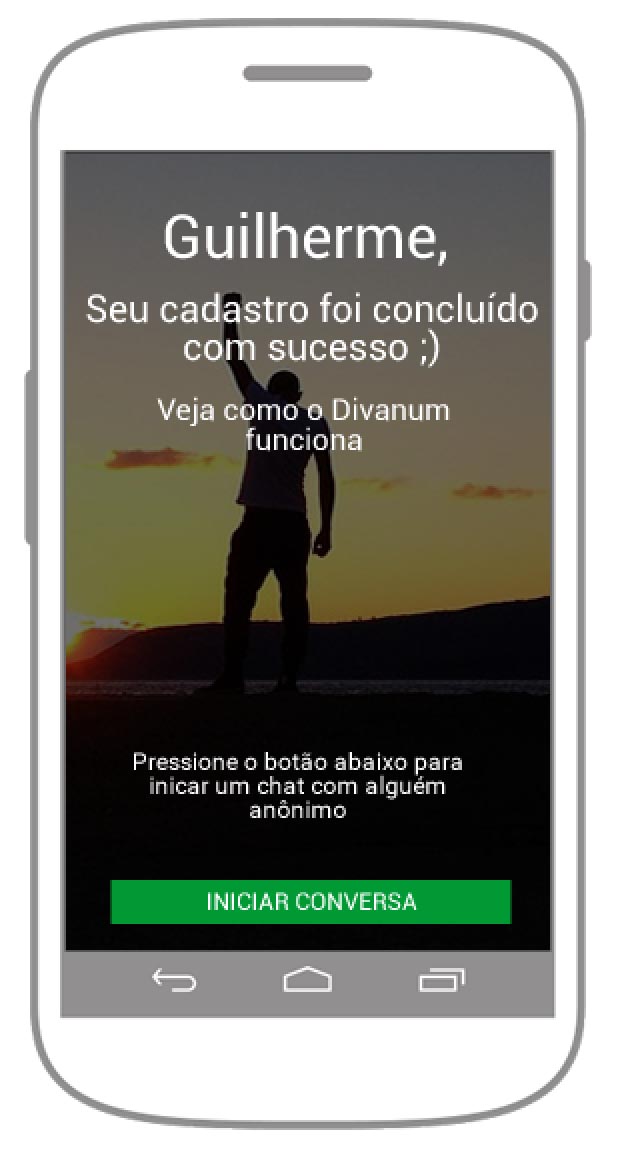 Guilherme,
Seu cadastro foi concluído
com sucesso ;)
Veja como o Divanum
funciona
Pressione o botão abaixo para
inicar um chat com alguém
anônimo
INICIAR CONVERSA